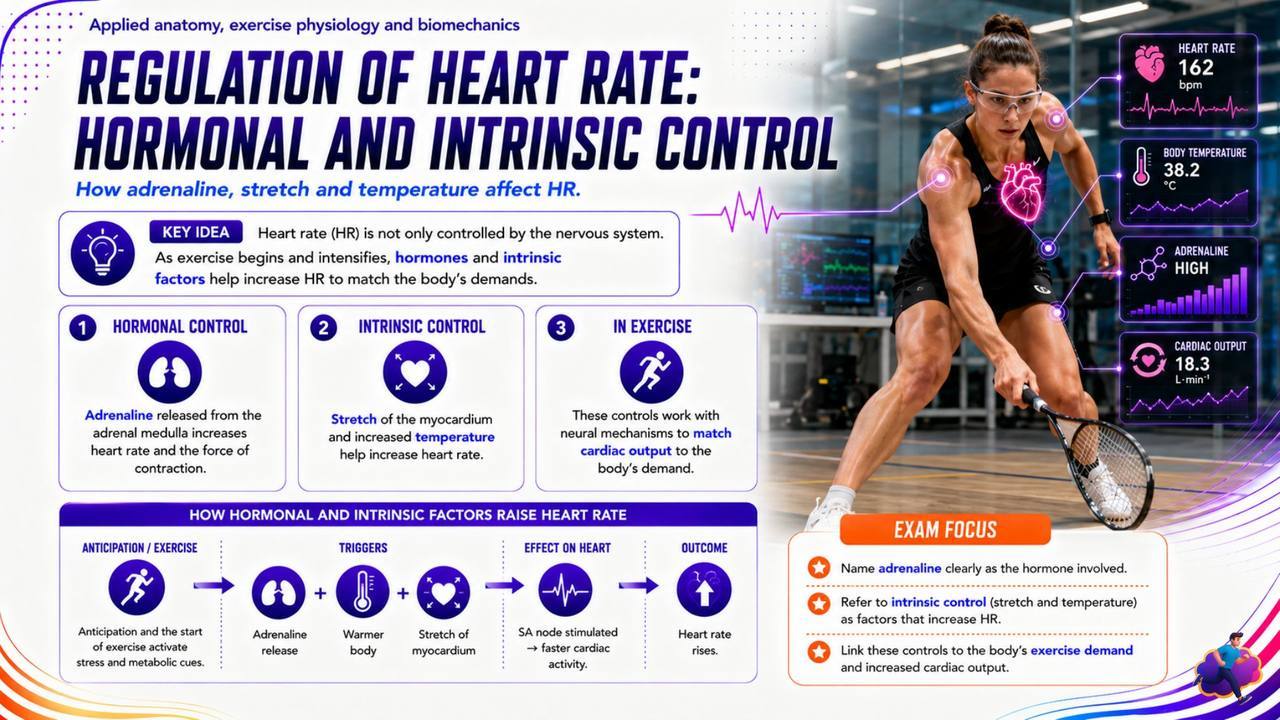 Applied anatomy, exercise physiology and biomechanics
REGULATION OF HEART RATE:
HORMONAL AND INTRINSIC CONTROL
How adrenaline, stretch and temperature affect HR.
KEY IDEA Heart rate (HR) is not only controlled by the nervous system.
As exercise begins and intensifies, hormones and intrinsic
factors help increase HR to match the body's demands.
1 HORMONAL CONTROL
Adrenaline released from the
adrenal medulla increases
heart rate and the force of
contraction.
2 INTRINSIC CONTROL
Stretch of the myocardium
and increased temperature
help increase heart rate.
3 IN EXERCISE
These controls work with
neural mechanisms to match
cardiac output to the
body's demand.
HOW HORMONAL AND INTRINSIC FACTORS RAISE HEART RATE
ANTICIPATION / EXERCISE
Anticipation and the start
of exercise activate
stress and metabolic cues.
TRIGGERS
Adrenaline
release
+
Warmer
body
+
Stretch of
myocardium
EFFECT ON HEART
SA node stimulated
→ faster cardiac
activity.
OUTCOME
Heart rate
rises.
HEART RATE
162
bpm
BODY TEMPERATURE
38.2
°C
ADRENALINE
HIGH
CARDIAC OUTPUT
18.3
L·min⁻¹
EXAM FOCUS
Name adrenaline clearly as the hormone involved.
Refer to intrinsic control (stretch and temperature)
as factors that increase HR.
Link these controls to the body's exercise demand
and increased cardiac output.